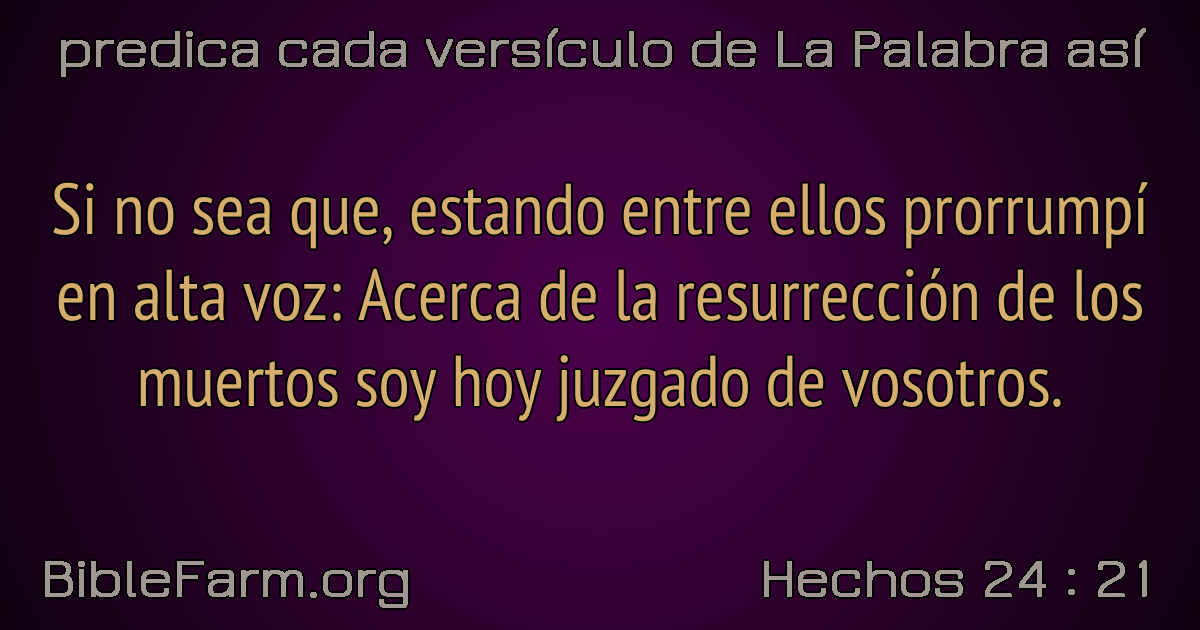 predica cada versículo de La Palabra así
Si no sea que, estando entre ellos prorrumpí
en alta voz: Acerca de la resurrección de los
muertos soy hoy juzgado de vosotros.
BibleFarm.org
Hechos 24 : 21